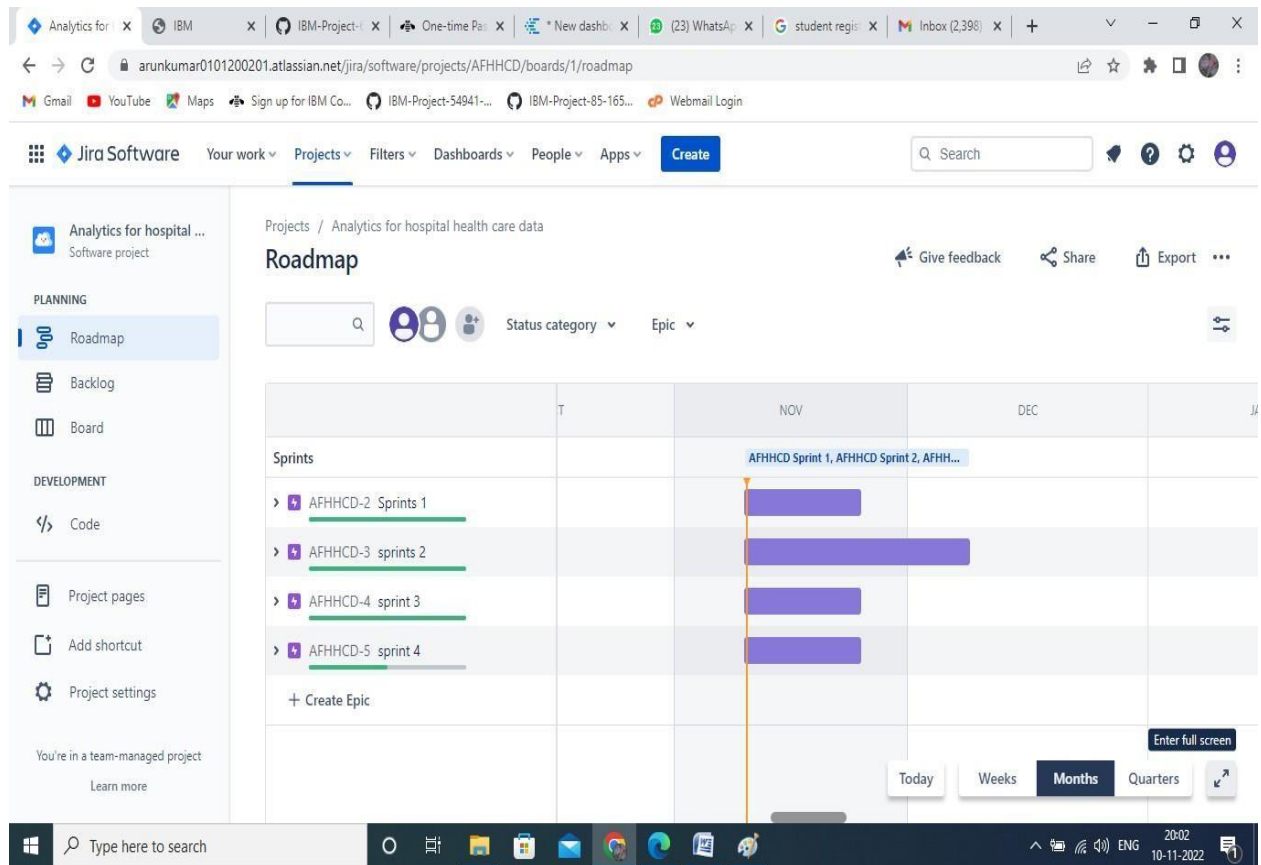 Analytics for
IBM
IBM-Project-
One-time Pas
* New dashbo
(23) WhatsAp
student regis
Inbox (2,398)
arunkumar0101200201.atlassian.net/jira/software/projects/AFHHCD/boards/1/roadmap
Gmail YouTube Maps Sign up for IBM Co... IBM-Project-54941-... IBM-Project-85-165... Webmail Login
Jira Software Your work Projects Filters Dashboards People Apps Create Search
Analytics for hospital ...
Software project
PLANNING
Roadmap
Backlog
Board
DEVELOPMENT
Code
Project pages
Add shortcut
Project settings
You're in a team-managed project
Learn more
Projects / Analytics for hospital health care data
Roadmap
Give feedback Share Export
Status category Epic
T NOV DEC JA
Sprints
AFHHCD Sprint 1, AFHHCD Sprint 2, AFHH...
AFHHCD-2 Sprints 1
AFHHCD-3 sprints 2
AFHHCD-4 sprint 3
AFHHCD-5 sprint 4
+ Create Epic
Enter full screen
Today Weeks Months Quarters
Type here to search
ENG
20:02
10-11-2022
1